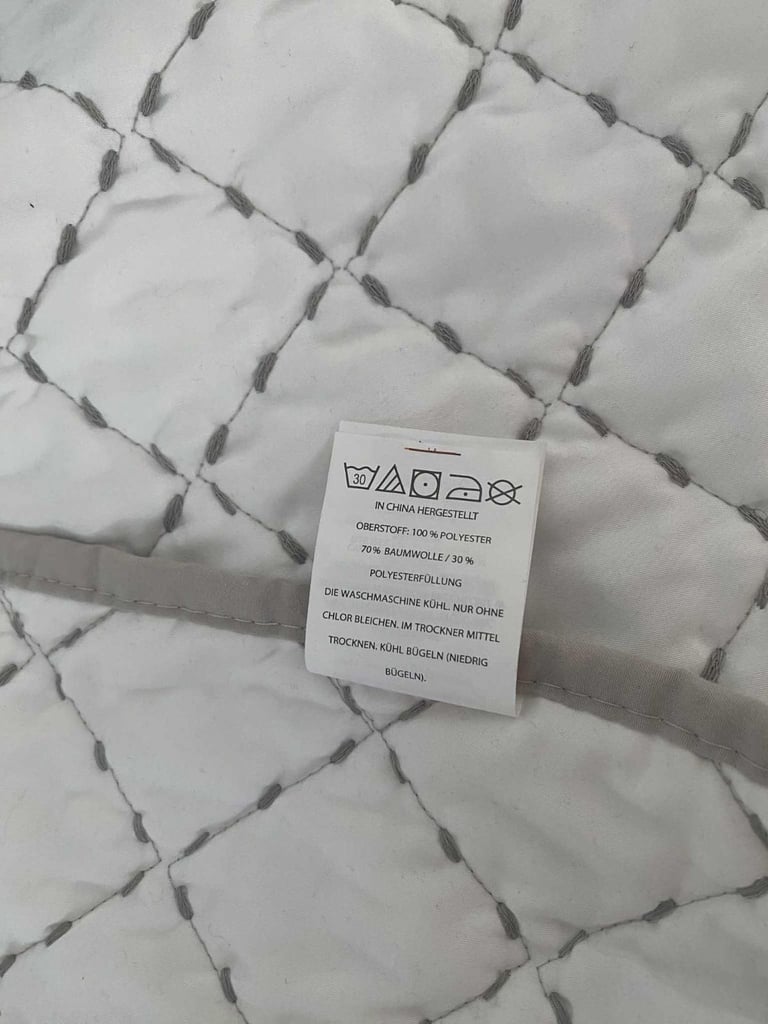 30
IN CHINA HERGESTELLT
OBERSTOFF: 100 % POLYESTER
70% BAUMWOLLE / 30 %
POLYESTERFÜLLUNG
DIE WASCHMASCHINE KÜHL. NUR OHNE
CHLOR BLEICHEN. IM TROCKNER MITTEL
TROCKNEN. KÜHL BÜGELN (NIEDRIG
BÜGELN).